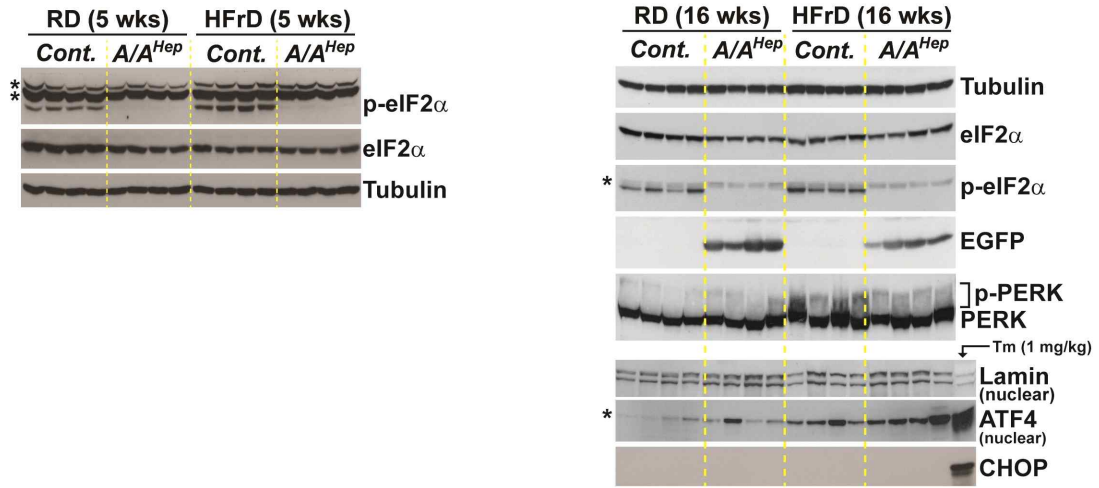 RD (5 wks) HFrD (5 wks)
Cont. A/A^Hep Cont. A/A^Hep
*
*
p-eIF2α
eIF2α
Tubulin
RD (16 wks) HFrD (16 wks)
Cont. A/A^Hep Cont. A/A^Hep
Tubulin
eIF2α
* p-eIF2α
EGFP
p-PERK
PERK
Tm (1 mg/kg)
Lamin
(nuclear)
* ATF4
(nuclear)
CHOP